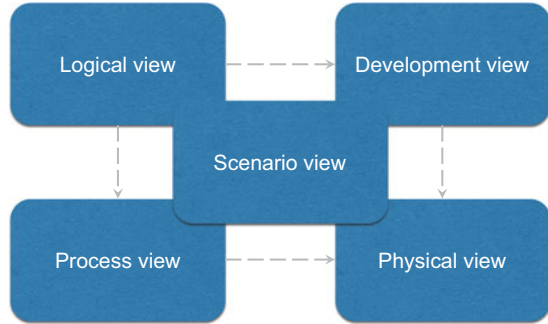 Logical view
Development view
Scenario view
Process view
Physical view